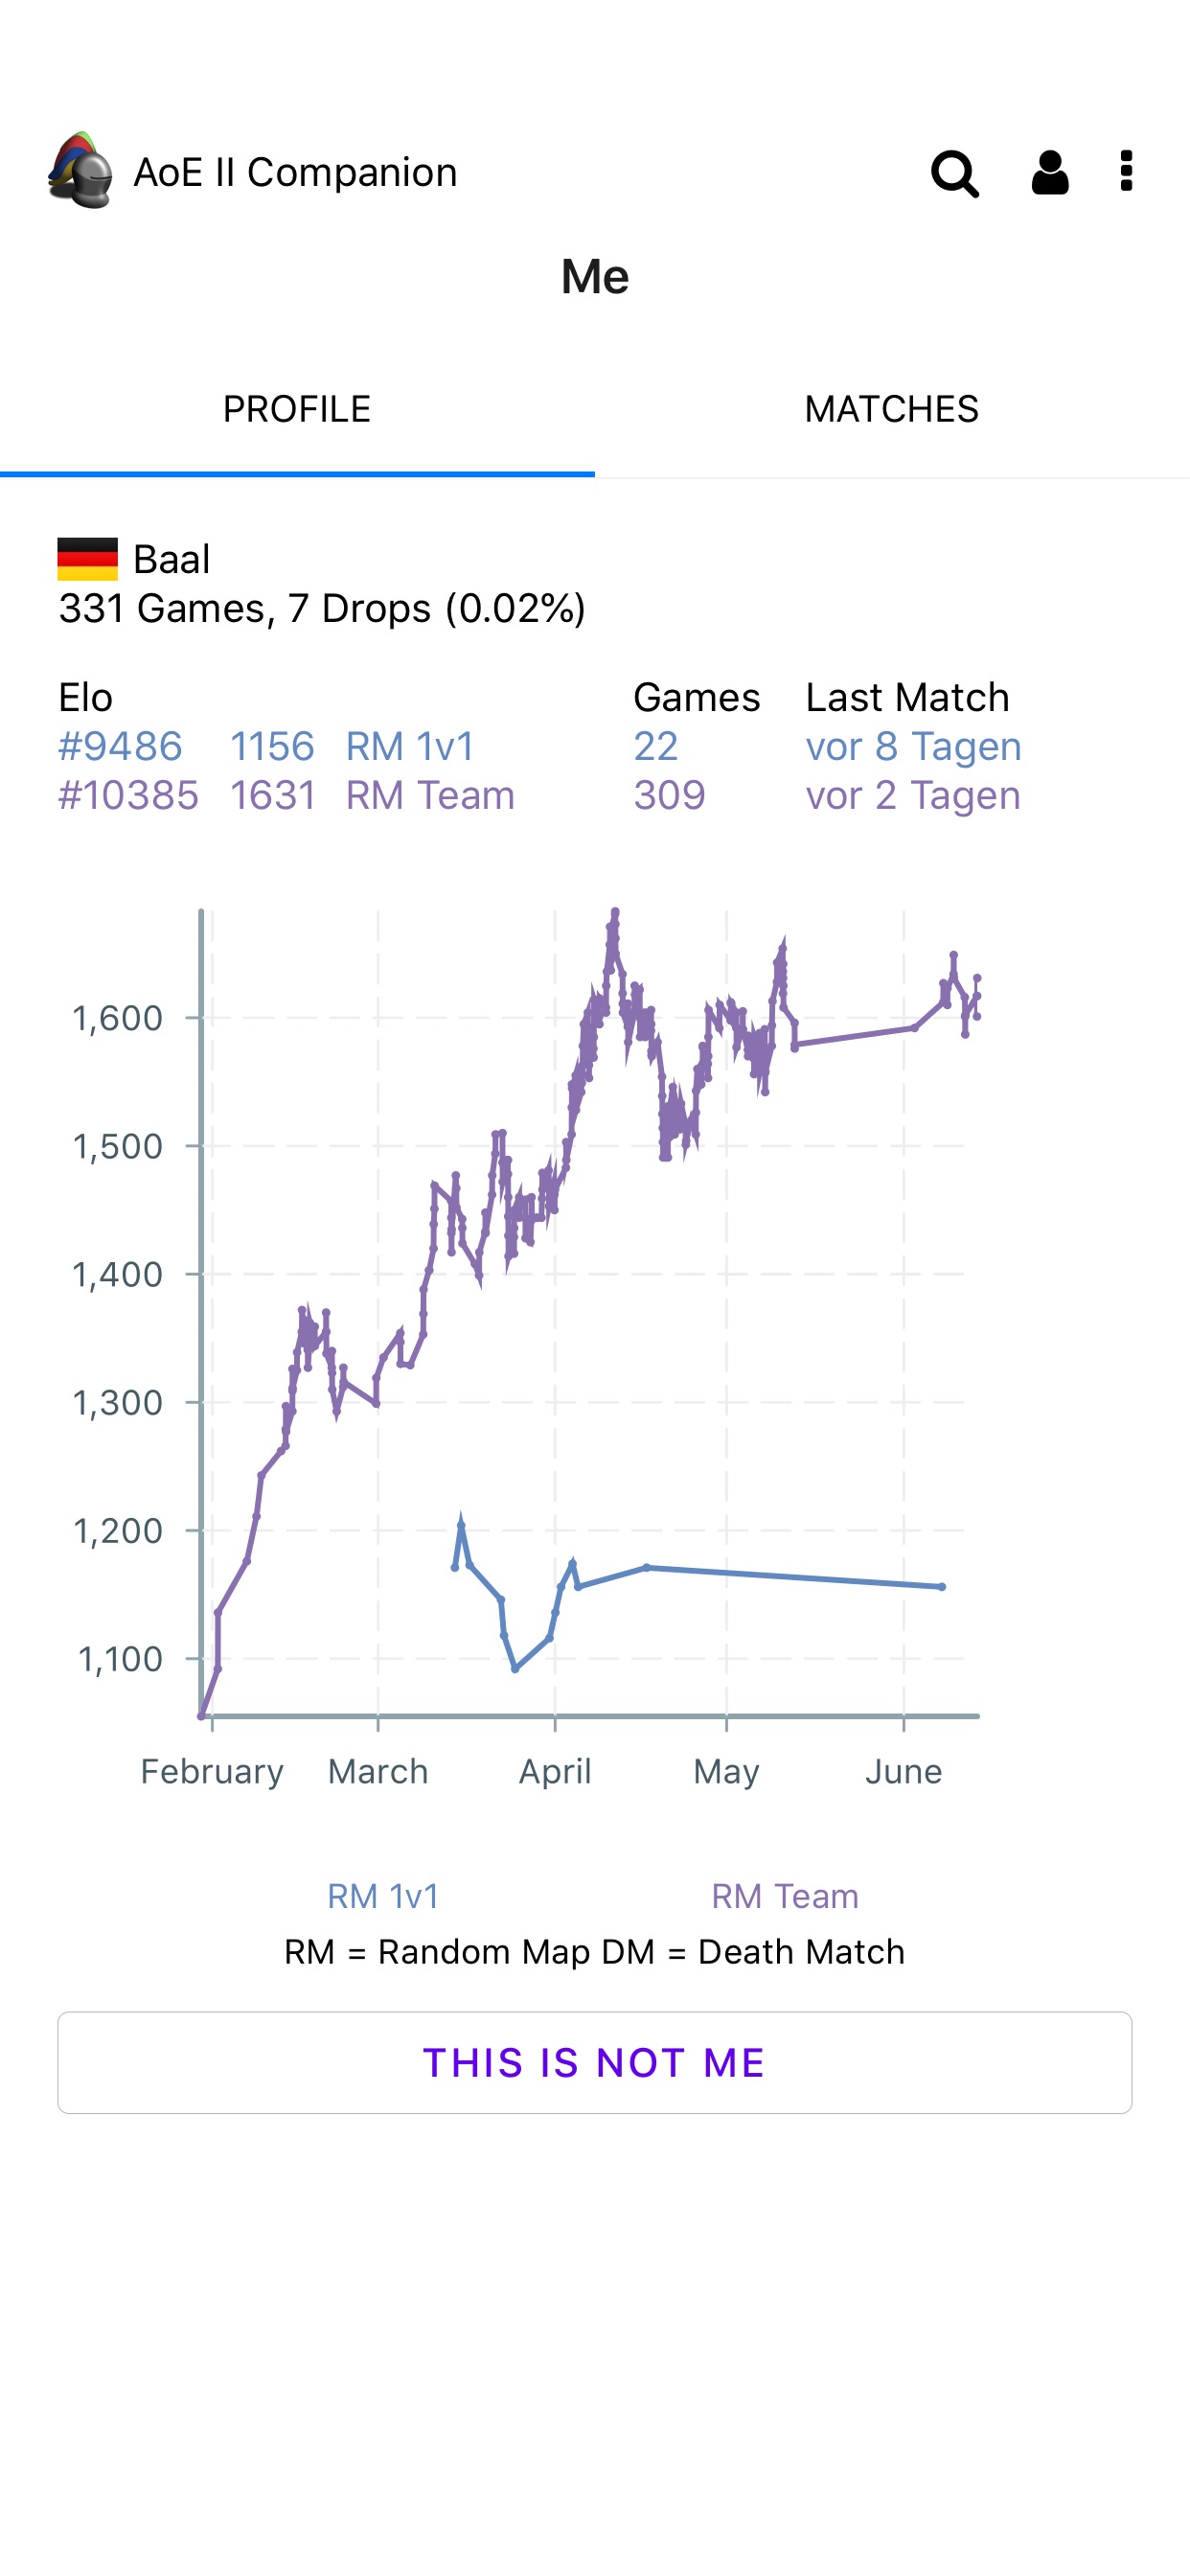 AoE II Companion
Me
PROFILE MATCHES
Baal
331 Games, 7 Drops (0.02%)
Elo Games Last Match
#9486 1156 RM 1v1 22 vor 8 Tagen
#10385 1631 RM Team 309 vor 2 Tagen
1,600
1,500
1,400
1,300
1,200
1,100
February March April May June
RM 1v1 RM Team
RM = Random Map DM = Death Match
THIS IS NOT ME